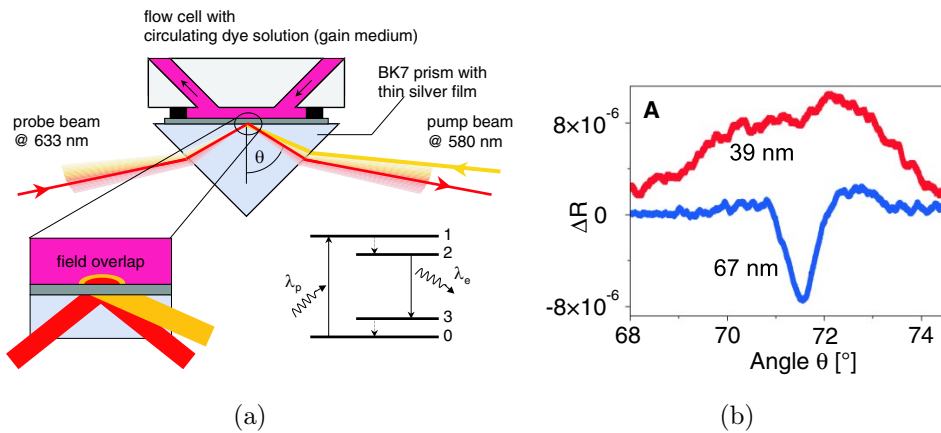 flow cell with
circulating dye solution (gain medium)
BK7 prism with
thin silver film
probe beam
@ 633 nm
pump beam
@ 580 nm
θ
field overlap
λp
λe
1
2
3
0
(a)
A
8×10⁻⁶
0
-8×10⁻⁶
ΔR
39 nm
67 nm
68 70 72 74
Angle θ [°]
(b)